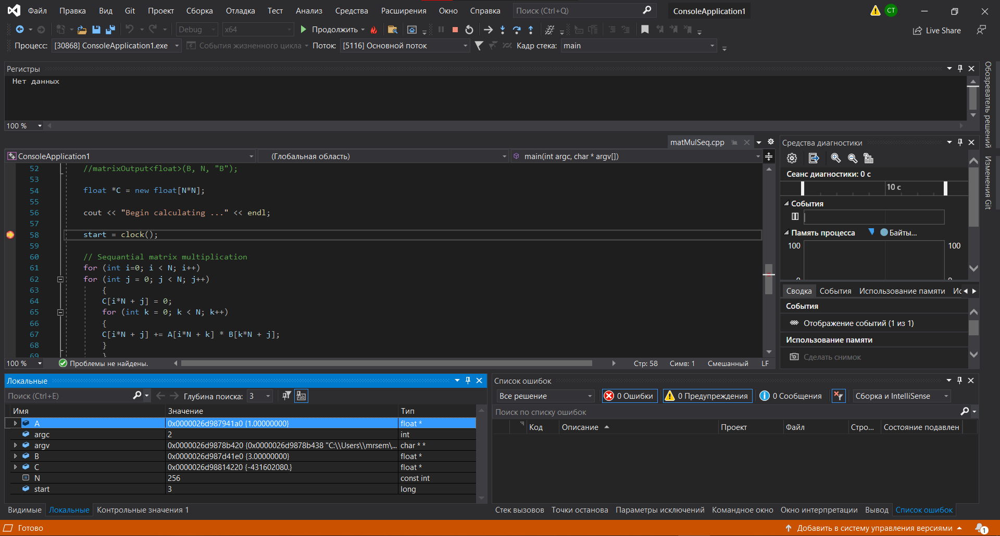 Файл Правка Вид Git Проект Сборка Отладка Тест Анализ Средства Расширения Окно Справка Поиск (Ctrl+Q) ConsoleApplication1 СТ
Debug x64 Продолжить Live Share
Процесс: [30868] ConsoleApplication1.exe События жизненного цикла Поток: [5116] Основной поток Кадр стека: main
Регистры
Нет данных
100 %
Обозреватель решений
Изменения Git
matMulSeq.cpp
ConsoleApplication1 (Глобальная область) main(int argc, char * argv[])
52 //matrixOutput<float>(B, N, "B");
53
54 float *C = new float[N*N];
55
56 cout << "Begin calculating ..." << endl;
57
58 start = clock();
59
60 // Sequantial matrix multiplication
61 for (int i=0; i < N; i++)
62 for (int j = 0; j < N; j++)
63 {
64 C[i*N + j] = 0;
65 for (int k = 0; k < N; k++)
66 {
67 C[i*N + j] += A[i*N + k] * B[k*N + j];
68 }
69 }
100 % Проблемы не найдены. Стр: 58 Симв: 1 Смешанный LF
Средства диагностики
Сеанс диагностики: 0 с
10 с
События
Память процесса Байты...
100 100
0 0
Сводка События Использование памяти Ис
События
Отображение событий (1 из 1)
Использование памяти
Сделать снимок
Локальные
Поиск (Ctrl+E) Глубина поиска: 3
Имя Значение Тип
A 0x0000026d987941a0 {1.00000000} float *
argc 2 int
argv 0x0000026d9878b420 {0x0000026d9878b438 "C:\\Users\\mrsem\... char * *
B 0x0000026d987d41e0 {3.00000000} float *
C 0x0000026d98814220 {-431602080.} float *
N 256 const int
start 3 long
Видимые Локальные Контрольные значения 1
Список ошибок
Все решение 0 Ошибки 0 Предупреждения 0 Сообщения Сборка и IntelliSense
Поиск по списку ошибок
Код Описание Проект Файл Стро... Состояние подавлен
Стек вызовов Точки останова Параметры исключений Командное окно Окно интерпретации Вывод Список ошибок
Готово Добавить в систему управления версиями 1